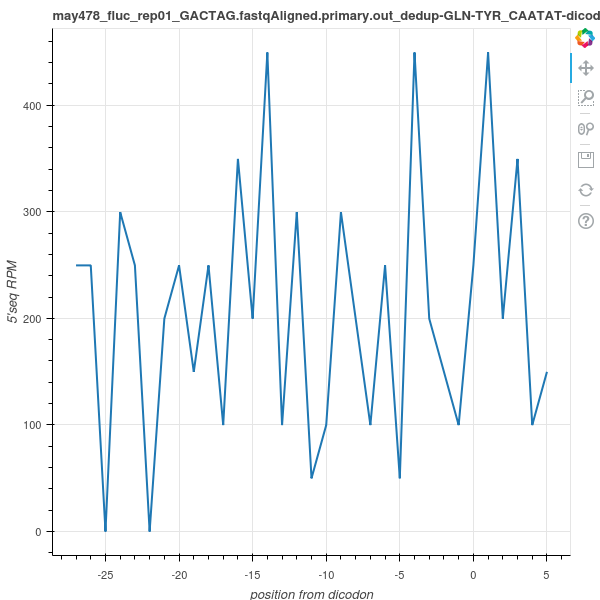 may478_fluc_rep01_GACTAG.fastqAligned.primary.out_dedup-GLN-TYR_CAATAT-dicod
400
300
200
100
0
5'seq RPM
-25 -20 -15 -10 -5 0 5
position from dicodon